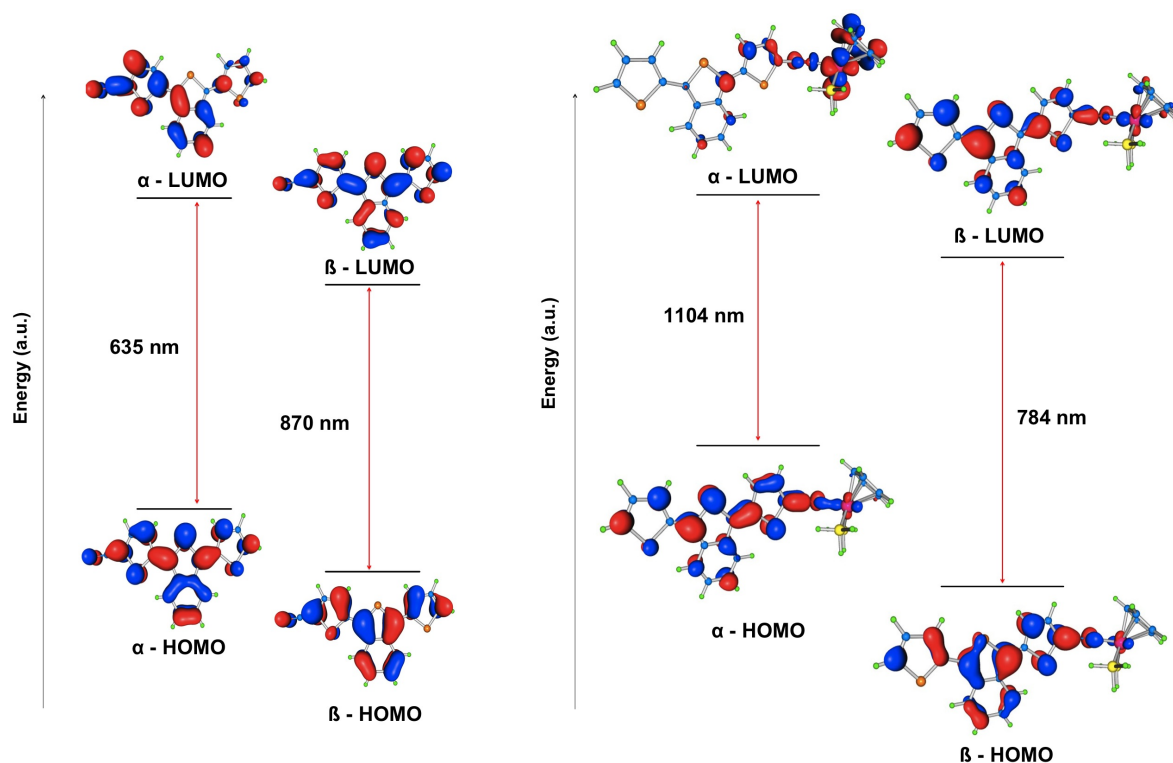 α - LUMO
ß - LUMO
635 nm
870 nm
Energy (a.u.)
α - HOMO
ß - HOMO
α - LUMO
ß - LUMO
1104 nm
784 nm
Energy (a.u.)
α - HOMO
ß - HOMO